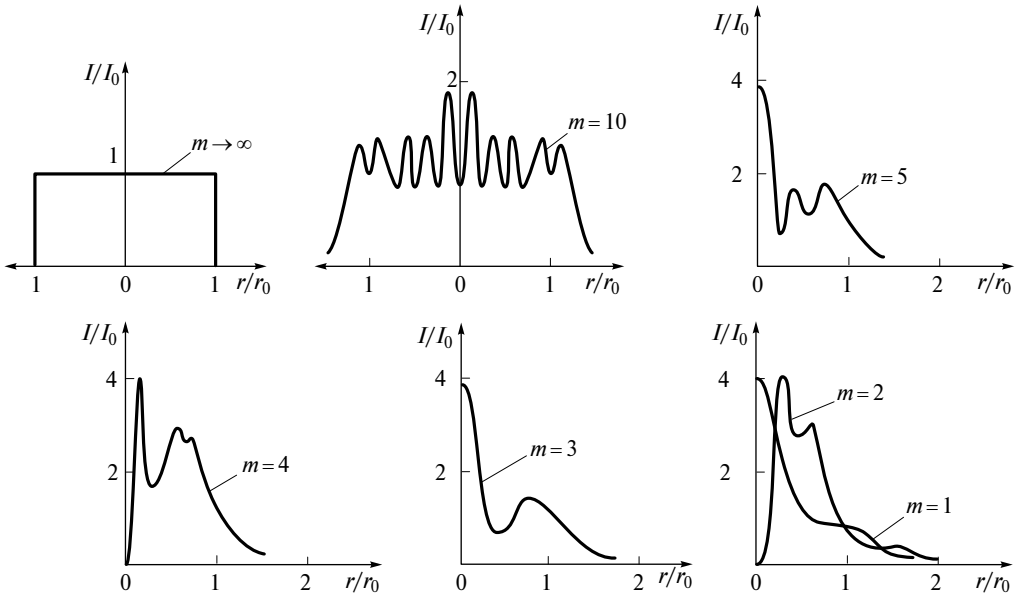 I/I₀
1
m → ∞
1
0
1
r/r₀
I/I₀
2
m = 10
1
0
1
r/r₀
I/I₀
4
2
m = 5
0
1
2
r/r₀
I/I₀
4
2
m = 4
0
1
2
r/r₀
I/I₀
4
2
m = 3
0
1
2
r/r₀
I/I₀
4
2
m = 2
m = 1
0
1
2
r/r₀